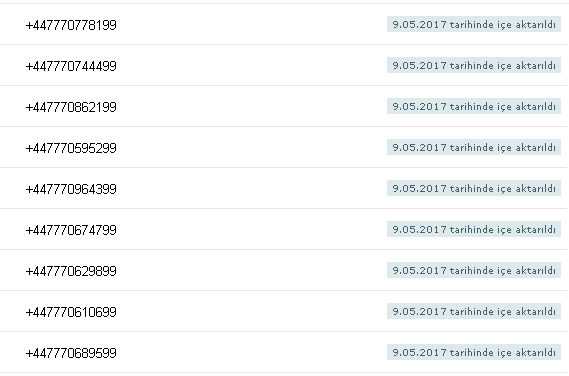 +447770778199 9.05.2017 tarihinde içe aktarıldı
+447770744499 9.05.2017 tarihinde içe aktarıldı
+447770862199 9.05.2017 tarihinde içe aktarıldı
+447770595299 9.05.2017 tarihinde içe aktarıldı
+447770964399 9.05.2017 tarihinde içe aktarıldı
+447770674799 9.05.2017 tarihinde içe aktarıldı
+447770629899 9.05.2017 tarihinde içe aktarıldı
+447770610699 9.05.2017 tarihinde içe aktarıldı
+447770689599 9.05.2017 tarihinde içe aktarıldı